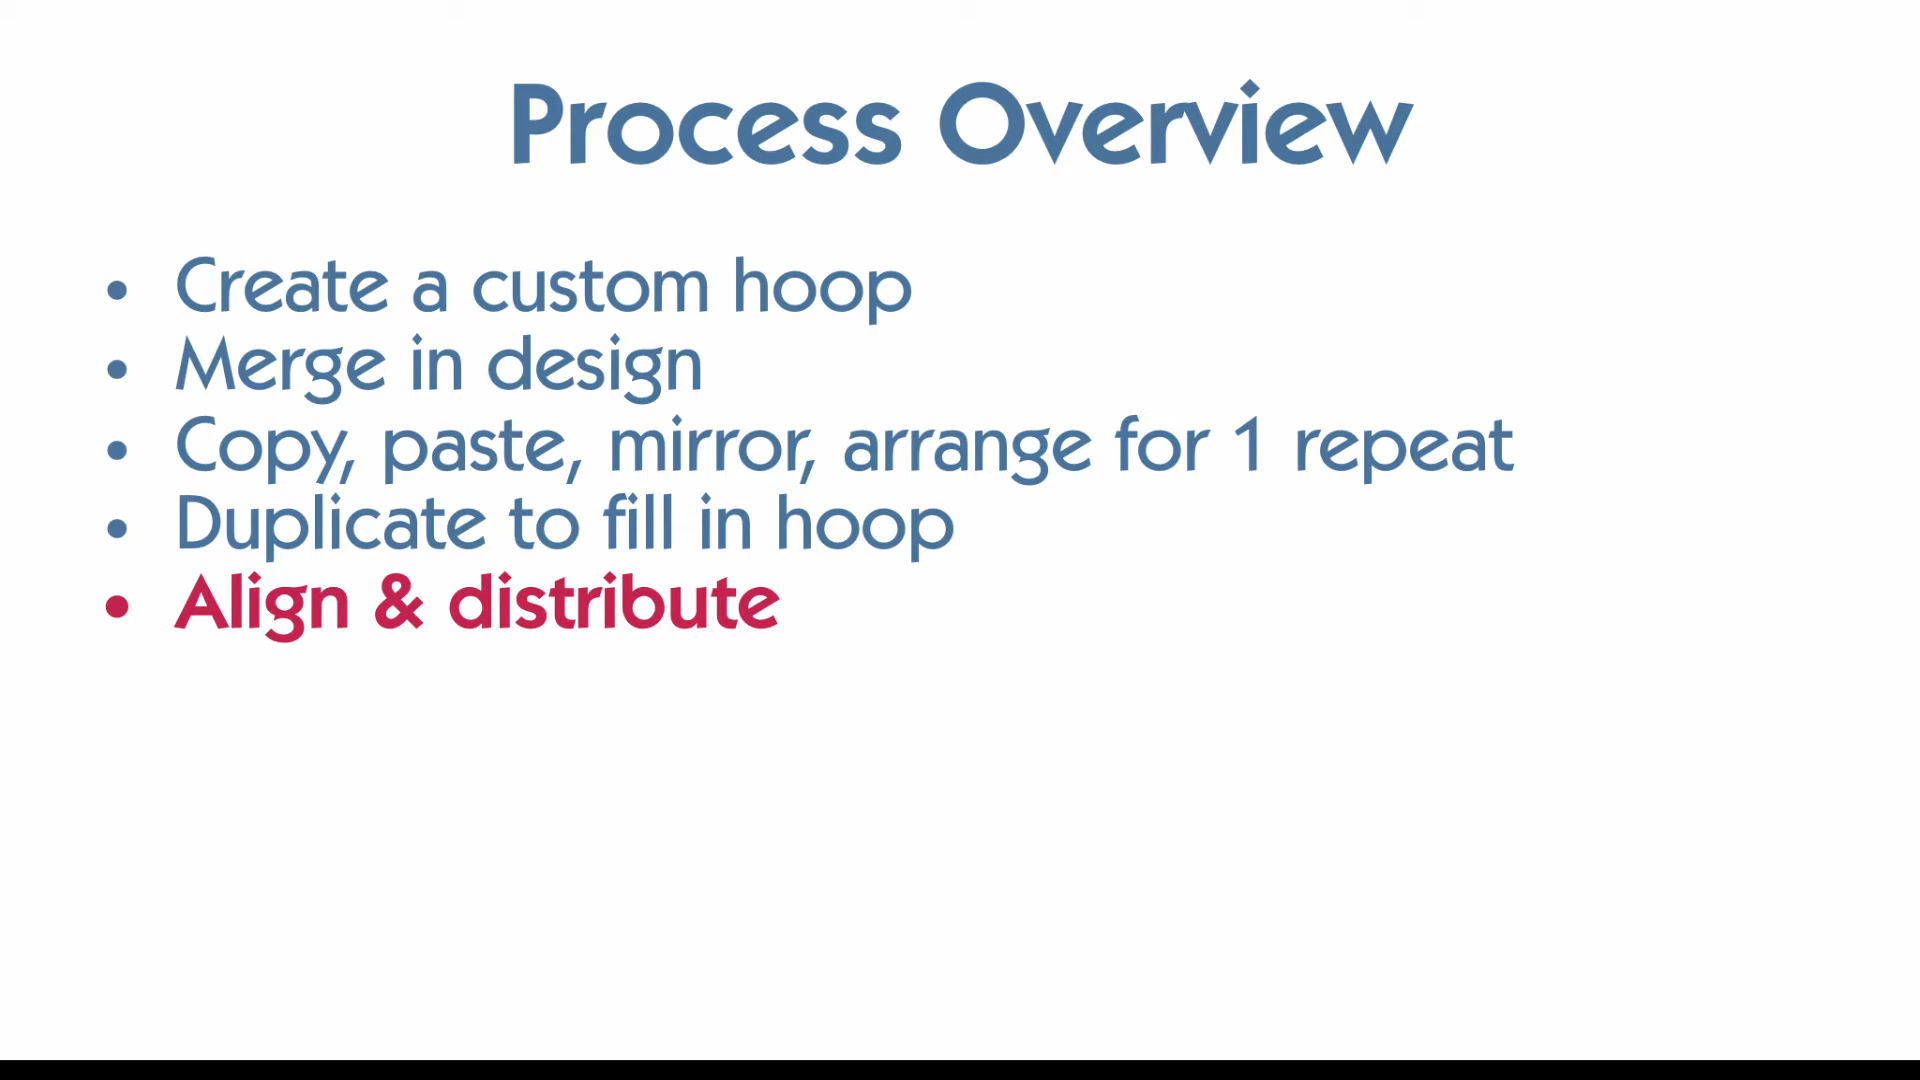 Process Overview
• Create a custom hoop
• Merge in design
• Copy, paste, mirror, arrange for 1 repeat
• Duplicate to fill in hoop
• Align & distribute